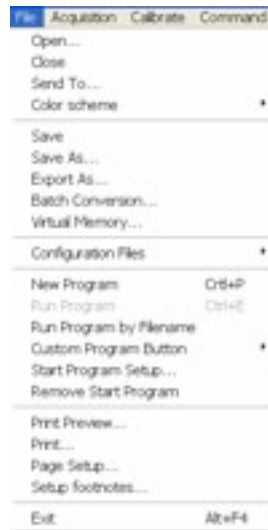 File Acquisition Calibrate Command
Open...
Close
Send To...
Color scheme
Save
Save As...
Export As...
Batch Conversion...
Virtual Memory...
Configuration Files
New Program Crtl+P
Run Program Ctrl+E
Run Program by Filename
Custom Program Button
Start Program Setup...
Remove Start Program
Print Preview...
Print...
Page Setup...
Setup footnotes...
Exit Alt+F4